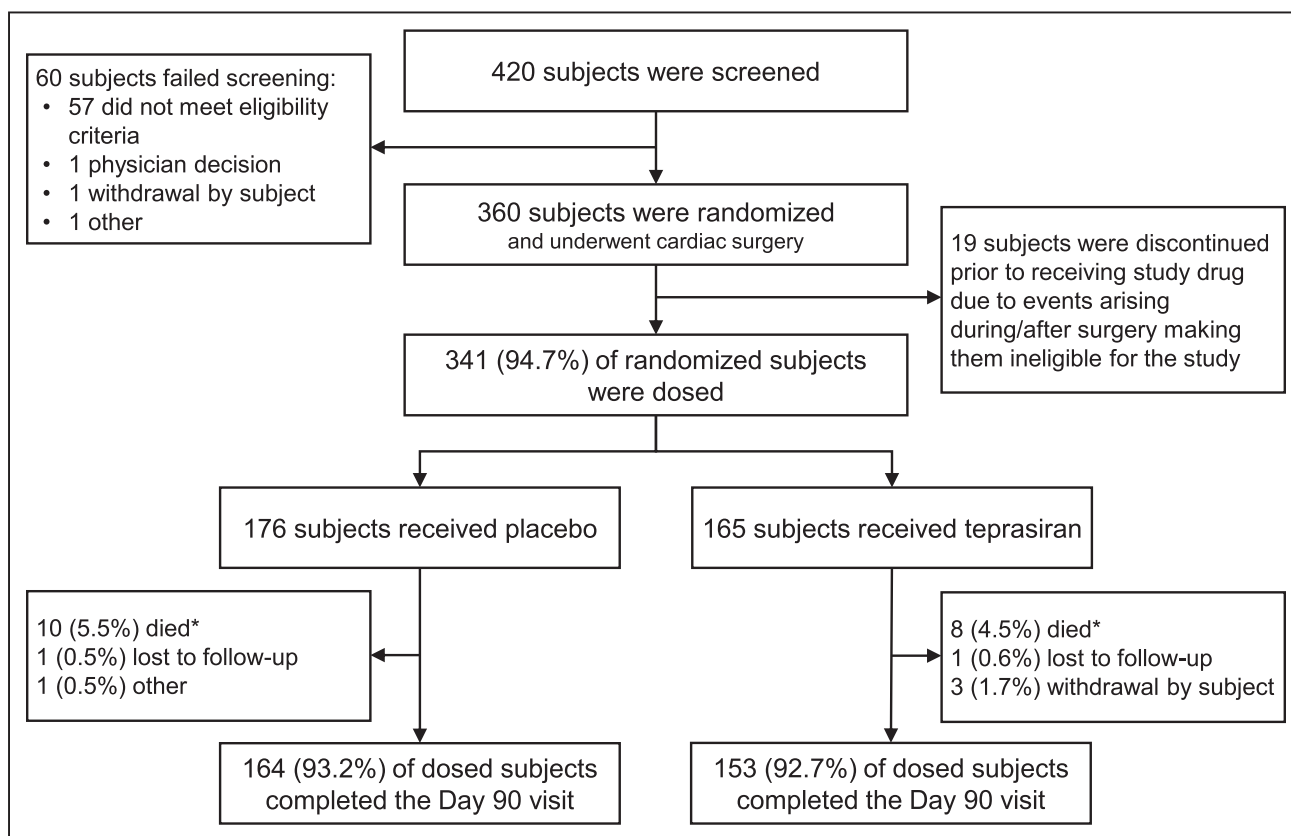 420 subjects were screened
60 subjects failed screening:
• 57 did not meet eligibility
criteria
• 1 physician decision
• 1 withdrawal by subject
• 1 other
360 subjects were randomized
and underwent cardiac surgery
19 subjects were discontinued
prior to receiving study drug
due to events arising
during/after surgery making
them ineligible for the study
341 (94.7%) of randomized subjects
were dosed
176 subjects received placebo
165 subjects received teprasiran
10 (5.5%) died*
1 (0.5%) lost to follow-up
1 (0.5%) other
8 (4.5%) died*
1 (0.6%) lost to follow-up
3 (1.7%) withdrawal by subject
164 (93.2%) of dosed subjects
completed the Day 90 visit
153 (92.7%) of dosed subjects
completed the Day 90 visit